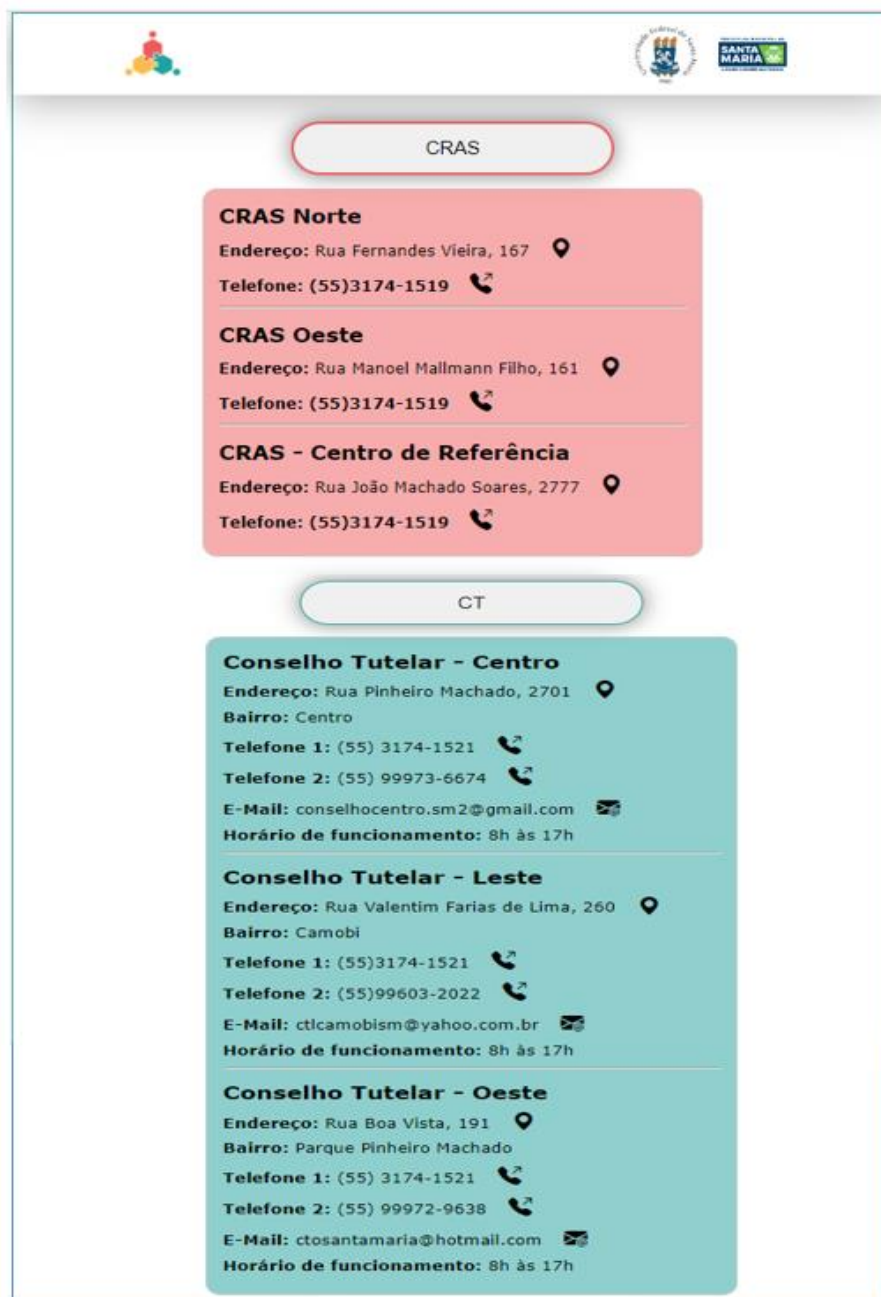 Universidade Federal de Santa Maria
1960
SANTA
MARIA
CRAS
CRAS Norte
Endereço: Rua Fernandes Vieira, 167
Telefone: (55)3174-1519
CRAS Oeste
Endereço: Rua Manoel Mallmann Filho, 161
Telefone: (55)3174-1519
CRAS - Centro de Referência
Endereço: Rua João Machado Soares, 2777
Telefone: (55)3174-1519
CT
Conselho Tutelar - Centro
Endereço: Rua Pinheiro Machado, 2701
Bairro: Centro
Telefone 1: (55) 3174-1521
Telefone 2: (55) 99973-6674
E-Mail: conselhocentro.sm2@gmail.com
Horário de funcionamento: 8h às 17h
Conselho Tutelar - Leste
Endereço: Rua Valentim Farias de Lima, 260
Bairro: Camobi
Telefone 1: (55)3174-1521
Telefone 2: (55)99603-2022
E-Mail: ctlcamobism@yahoo.com.br
Horário de funcionamento: 8h às 17h
Conselho Tutelar - Oeste
Endereço: Rua Boa Vista, 191
Bairro: Parque Pinheiro Machado
Telefone 1: (55) 3174-1521
Telefone 2: (55) 99972-9638
E-Mail: ctosantamaria@hotmail.com
Horário de funcionamento: 8h às 17h